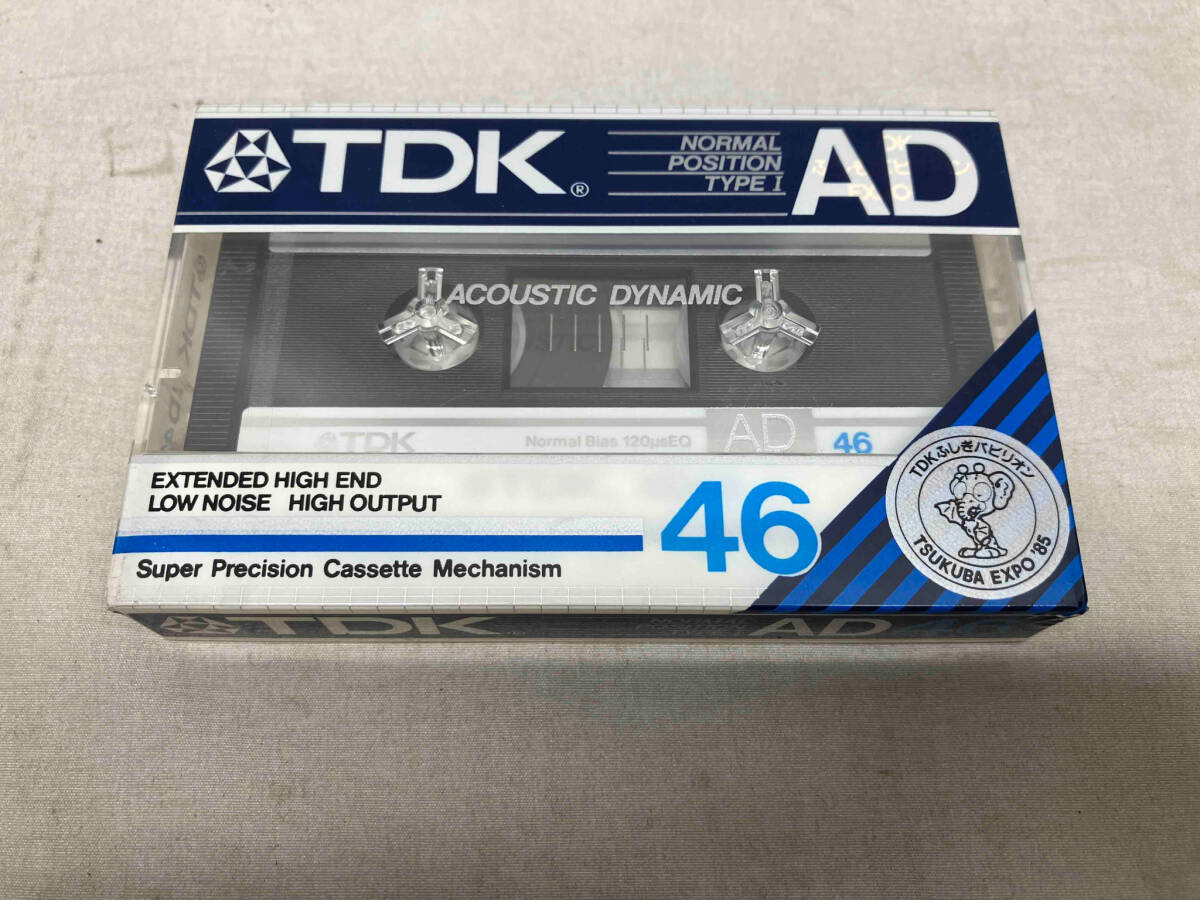 TDK®
NORMAL
POSITION
TYPE I
AD
ACOUSTIC DYNAMIC
TDK
Normal Bias 120μsEQ
AD
46
EXTENDED HIGH END
LOW NOISE HIGH OUTPUT
46
Super Precision Cassette Mechanism
TDKふしぎパビリオン
TSUKUBA EXPO '85
TDK®
NORMAL
AD 46